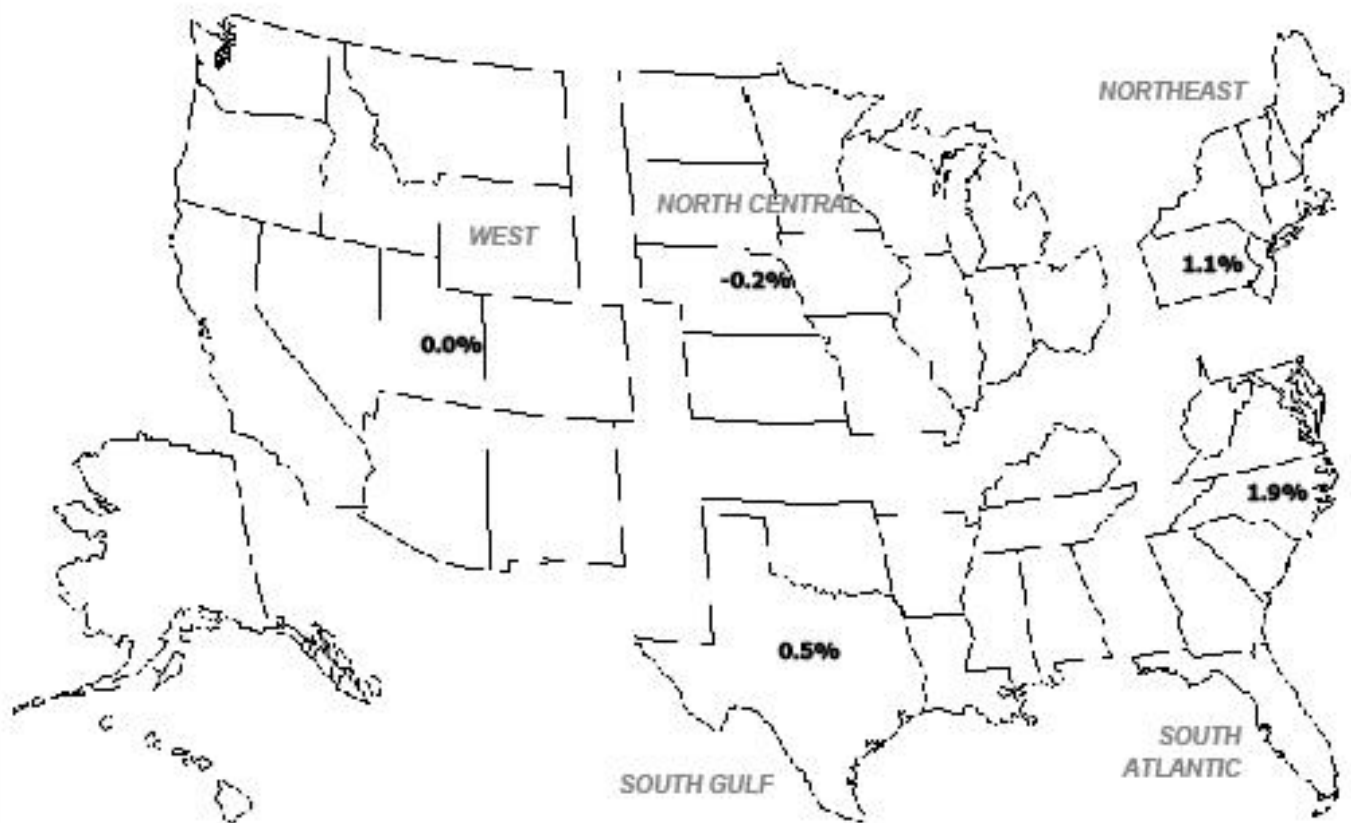 NORTHEAST
NORTH CENTRAL
WEST
1.1%
-0.2%
0.0%
1.9%
0.5%
SOUTH
ATLANTIC
SOUTH GULF